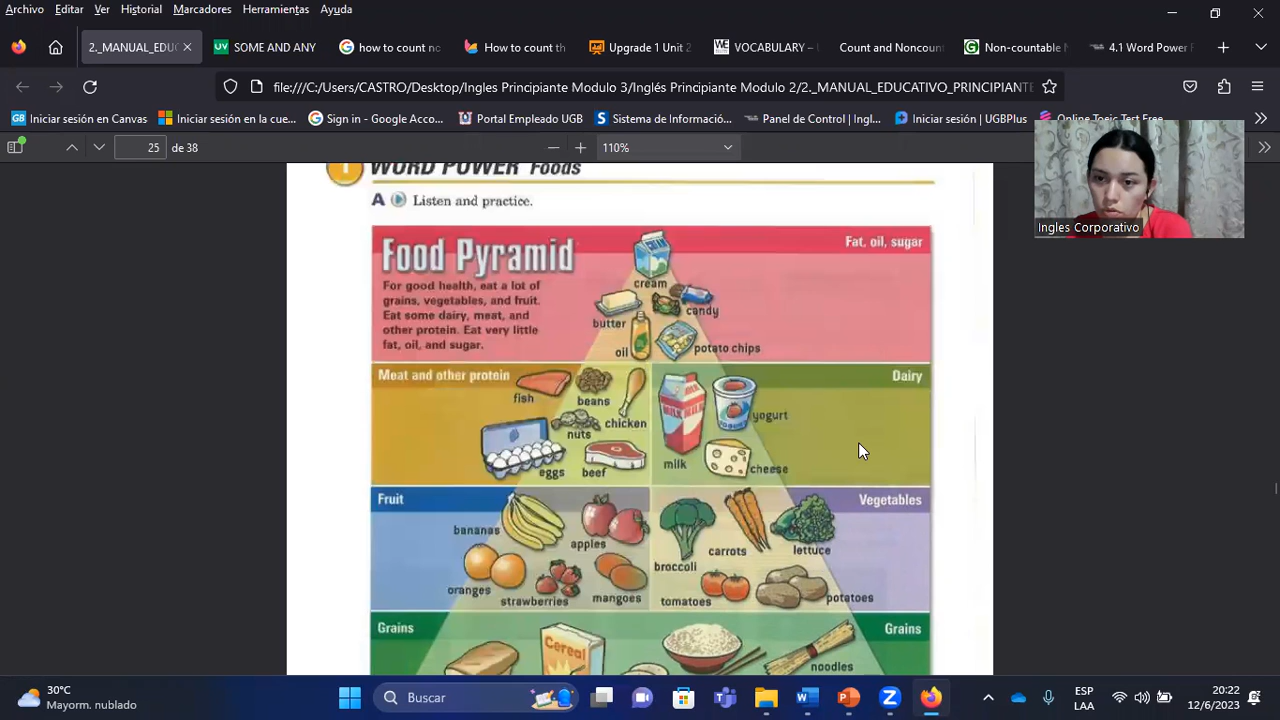 Archivo Editar Ver Historial Marcadores Herramientas Ayuda
2._MANUAL_EDUC
SOME AND ANY
how to count no
How to count th
Upgrade 1 Unit 2
VOCABULARY –
Count and Noncoun
Non-countable
4.1 Word Power F
file:///C:/Users/CASTRO/Desktop/Ingles Principiante Modulo 3/Inglés Principiante Modulo 2/2._MANUAL_EDUCATIVO_PRINCIPIANTE
Iniciar sesión en Canvas
Iniciar sesión en la cue...
Sign in - Google Acco...
Portal Empleado UGB
Sistema de Informació...
Panel de Control | Ingl...
Iniciar sesión | UGBPlus
Online Toeic Test Free
25 de 38
110%
Ingles Corporativo
1 WORD POWER Foods
A Listen and practice.
Food Pyramid
Fat, oil, sugar
For good health, eat a lot of
grains, vegetables, and fruit.
Eat some dairy, meat, and
other protein. Eat very little
fat, oil, and sugar.
cream
butter
candy
oil
potato chips
Meat and other protein
Dairy
fish
beans
chicken
nuts
eggs
beef
milk
yogurt
cheese
Fruit
Vegetables
bananas
apples
oranges
strawberries
mangoes
broccoli
carrots
lettuce
tomatoes
potatoes
Grains
Grains
Cereal
noodles
30°C
Mayorm. nublado
Buscar
ESP
LAA
20:22
12/6/2023